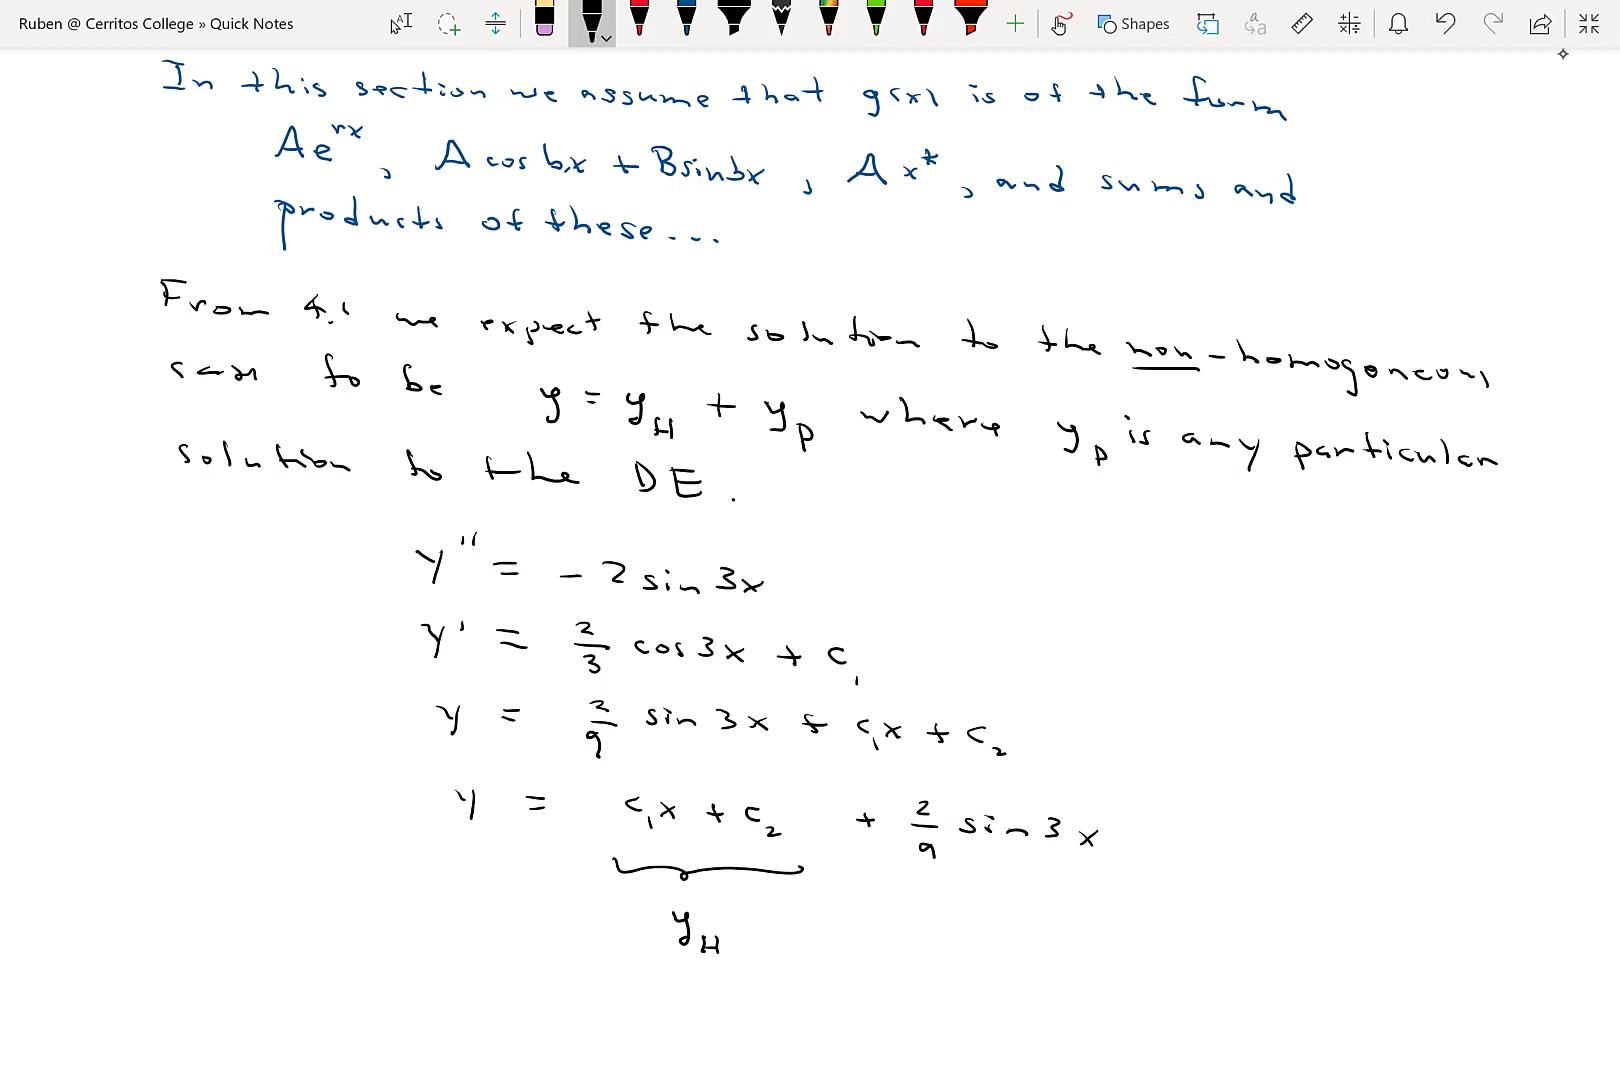 Ruben @ Cerritos College » Quick Notes
Shapes
In this section we assume that g(x) is of the form
Ae^{rx}, A cos bx + B sin bx, A x^k, and sums and
products of these...
From 4.1 we expect the solution to the non-homogeneous
case to be y = y_H + y_p where y_p is any particular
solution to the DE.
y'' = -2 sin 3x
y' = 2/3 cos 3x + c_1
y = 2/9 sin 3x + c_1x + c_2
y = c_1x + c_2 + 2/9 sin 3x
y_H